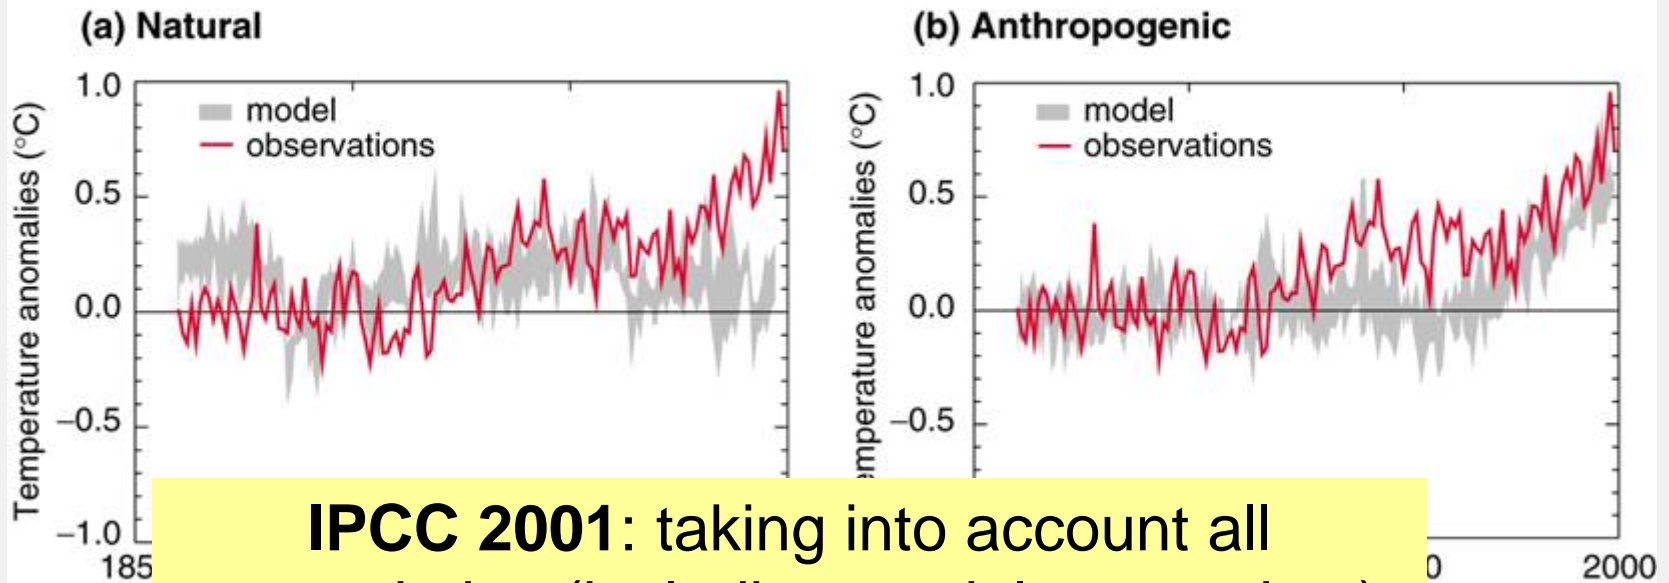 (a) Natural
1.0
0.5
0.0
−0.5
−1.0
Temperature anomalies (°C)
model
observations
185
(b) Anthropogenic
1.0
0.5
0.0
−0.5
emperature anomalies (°C)
model
observations
0
2000
IPCC 2001: taking into account all